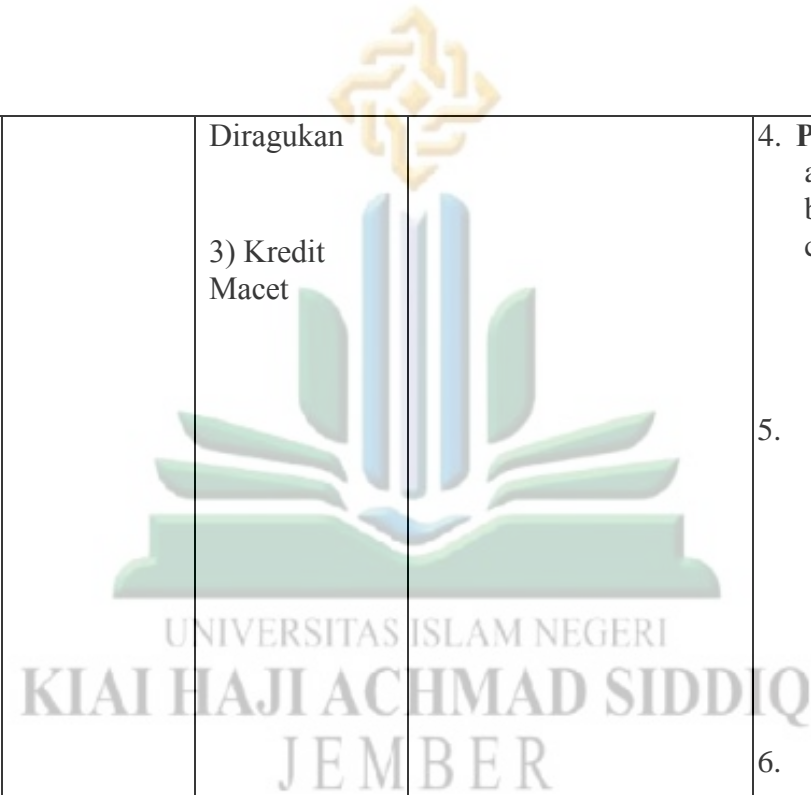 Diragukan
3) Kredit
Macet
4. P
a
b
5.
6.
UNIVERSITAS ISLAM NEGERI
KIAI HAJI ACHMAD SIDDIQ
JEMBER